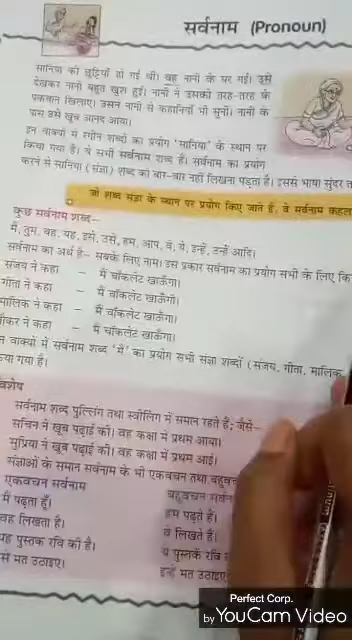 सर्वनाम (Pronoun)
सानिया की छुट्टियाँ हो गई थीं। वह नानी के घर गई। उसे
देखकर नानी बहुत खुश हुईं। नानी ने उसको तरह-तरह के
पकवान खिलाए। उसने नानी से कहानियाँ भी सुनीं। नानी के
पास उसे खूब आनंद आया।
इन वाक्यों में रंगीन शब्दों का प्रयोग 'सानिया' के स्थान पर
किया गया है। ये सभी सर्वनाम शब्द हैं। सर्वनाम का प्रयोग
करने से सानिया (संज्ञा) शब्द को बार-बार नहीं लिखना पड़ता है। इससे भाषा सुंदर
जो शब्द संज्ञा के स्थान पर प्रयोग किए जाते हैं, वे सर्वनाम कहल
कुछ सर्वनाम शब्द—
मैं, तुम, वह, यह, इसे, उसे, हम, आप, वे, ये, इन्हें, उन्हें आदि।
सर्वनाम का अर्थ है– सबके लिए नाम। इस प्रकार सर्वनाम का प्रयोग सभी के लिए कि
संजय ने कहा – मैं चॉकलेट खाऊँगा।
गीता ने कहा – मैं चॉकलेट खाऊँगी।
मालिक ने कहा – मैं चॉकलेट खाऊँगा।
ौकर ने कहा – मैं चॉकलेट खाऊँगा।
न वाक्यों में सर्वनाम शब्द 'मैं' का प्रयोग सभी संज्ञा शब्दों (संजय, गीता, मालिक,
या गया है।
वशेष
सर्वनाम शब्द पुल्लिंग तथा स्त्रीलिंग में समान रहते हैं; जैसे–
सचिन ने खूब पढ़ाई की। वह कक्षा में प्रथम आया।
सुप्रिया ने खूब पढ़ाई की। वह कक्षा में प्रथम आई।
संज्ञाओं के समान सर्वनाम के भी एकवचन तथा बहुवच
एकवचन सर्वनाम बहुवचन सर्वन
मैं पढ़ता हूँ। हम पढ़ते हैं।
वह लिखता है। वे लिखते हैं।
यह पुस्तक रवि की है। ये पुस्तकें रवि
से मत उठाइए। इन्हें मत उठाइए
Perfect Corp.
by YouCam Video